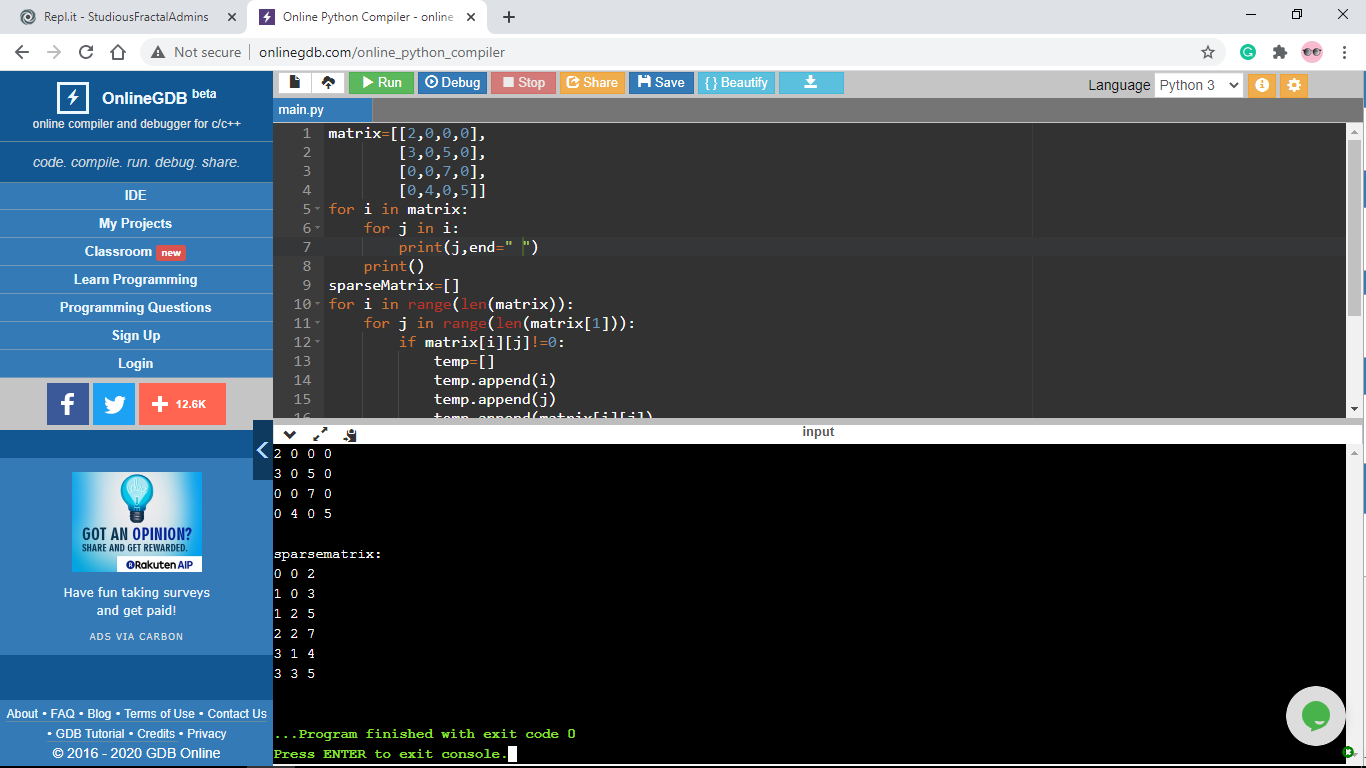 Repl.it - StudiousFractalAdmins
Online Python Compiler - online
Not secure
onlinegdb.com/online_python_compiler
OnlineGDB beta
online compiler and debugger for c/c++
code. compile. run. debug. share.
IDE
My Projects
Classroom new
Learn Programming
Programming Questions
Sign Up
Login
12.6K
GOT AN OPINION?
SHARE AND GET REWARDED.
Rakuten AIP
Have fun taking surveys
and get paid!
ADS VIA CARBON
About • FAQ • Blog • Terms of Use • Contact Us
• GDB Tutorial • Credits • Privacy
© 2016 - 2020 GDB Online
Run Debug Stop Share Save { } Beautify
Language Python 3
main.py
1 matrix=[[2,0,0,0],
2 [3,0,5,0],
3 [0,0,7,0],
4 [0,4,0,5]]
5 for i in matrix:
6 for j in i:
7 print(j,end=" ")
8 print()
9 sparseMatrix=[]
10 for i in range(len(matrix)):
11 for j in range(len(matrix[1])):
12 if matrix[i][j]!=0:
13 temp=[]
14 temp.append(i)
15 temp.append(j)
16 temp.append(matrix[i][j])
input
2 0 0 0
3 0 5 0
0 0 7 0
0 4 0 5
sparsematrix:
0 0 2
1 0 3
1 2 5
2 2 7
3 1 4
3 3 5
...Program finished with exit code 0
Press ENTER to exit console.